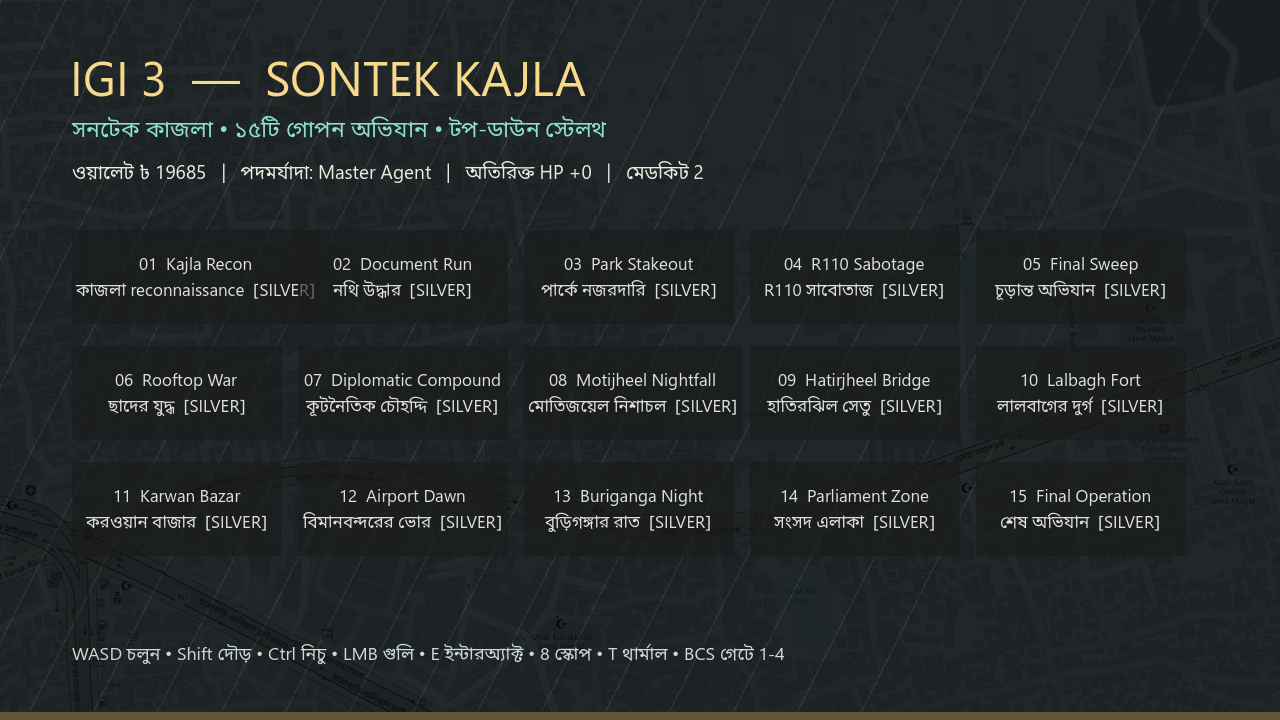 IGI 3 — SONTEK KAJLA
সনটেক কাজলা • ১৫টি গোপন অভিযান • টপ-ডাউন স্টেলথ
ওয়ালেট ৳ 19685 | পদমর্যাদা: Master Agent | অতিরিক্ত HP +0 | মেডকিট 2
01 Kajla Recon
কাজলা reconnaissance [SILVER]
02 Document Run
নথি উদ্ধার [SILVER]
03 Park Stakeout
পার্কে নজরদারি [SILVER]
04 R110 Sabotage
R110 সাবোতাজ [SILVER]
05 Final Sweep
চূড়ান্ত অভিযান [SILVER]
06 Rooftop War
ছাদের যুদ্ধ [SILVER]
07 Diplomatic Compound
কূটনৈতিক চৌহদ্দি [SILVER]
08 Motijheel Nightfall
মোতিজয়েল নিশাচল [SILVER]
09 Hatirjheel Bridge
হাতিরঝিল সেতু [SILVER]
10 Lalbagh Fort
লালবাগের দুর্গ [SILVER]
11 Karwan Bazar
করওয়ান বাজার [SILVER]
12 Airport Dawn
বিমানবন্দরের ভোর [SILVER]
13 Buriganga Night
বুড়িগঙ্গার রাত [SILVER]
14 Parliament Zone
সংসদ এলাকা [SILVER]
15 Final Operation
শেষ অভিযান [SILVER]
WASD চলুন • Shift দৌড় • Ctrl নিচু • LMB গুলি • E ইন্টারঅ্যাক্ট • 8 স্কোপ • T থার্মাল • BCS গেটে 1-4